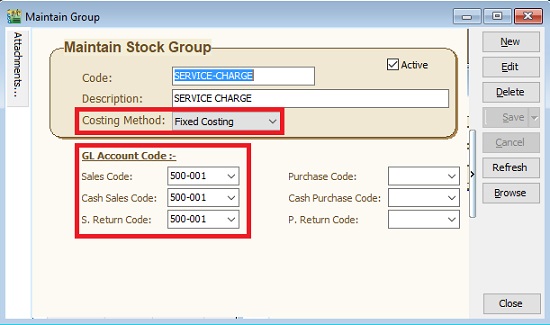 Maintain Group
Attachments...
Maintain Stock Group
Active
Code: SERVICE-CHARGE
Description: SERVICE CHARGE
Costing Method: Fixed Costing
GL Account Code :-
Sales Code: 500-001 Purchase Code:
Cash Sales Code: 500-001 Cash Purchase Code:
S. Return Code: 500-001 P. Return Code:
New
Edit
Delete
Save
Cancel
Refresh
Browse
Close